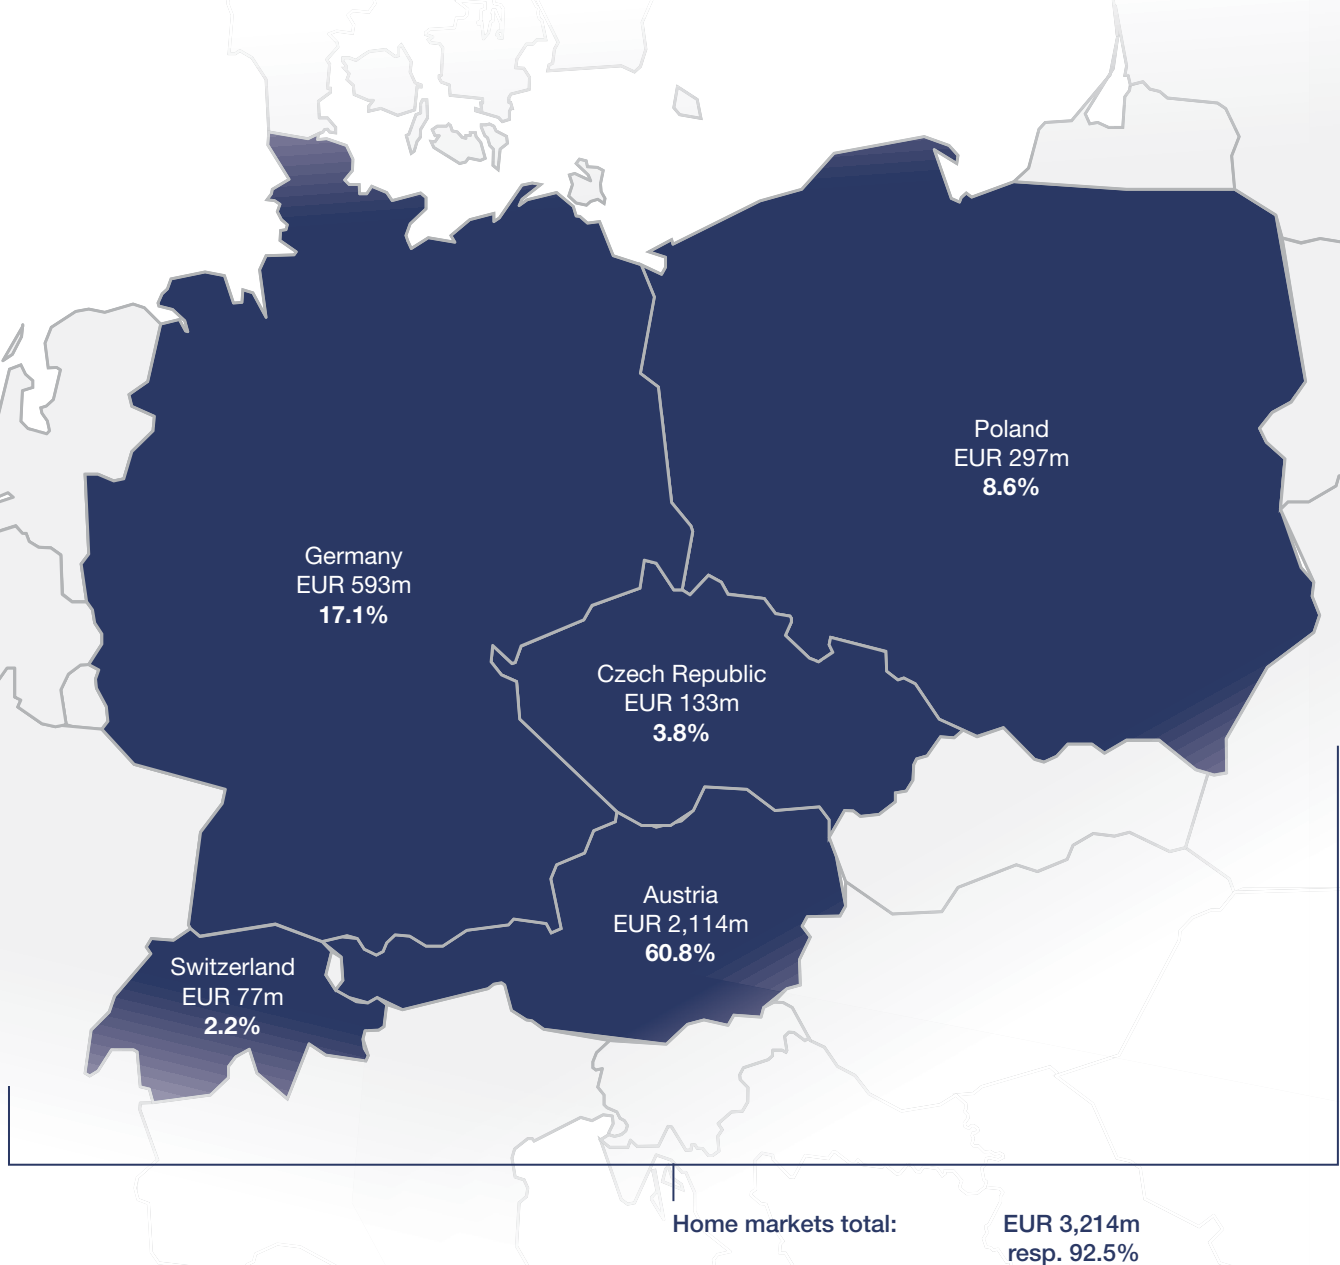 Poland
EUR 297m
8.6%
Germany
EUR 593m
17.1%
Czech Republic
EUR 133m
3.8%
Austria
EUR 2,114m
60.8%
Switzerland
EUR 77m
2.2%
Home markets total: EUR 3,214m
resp. 92.5%